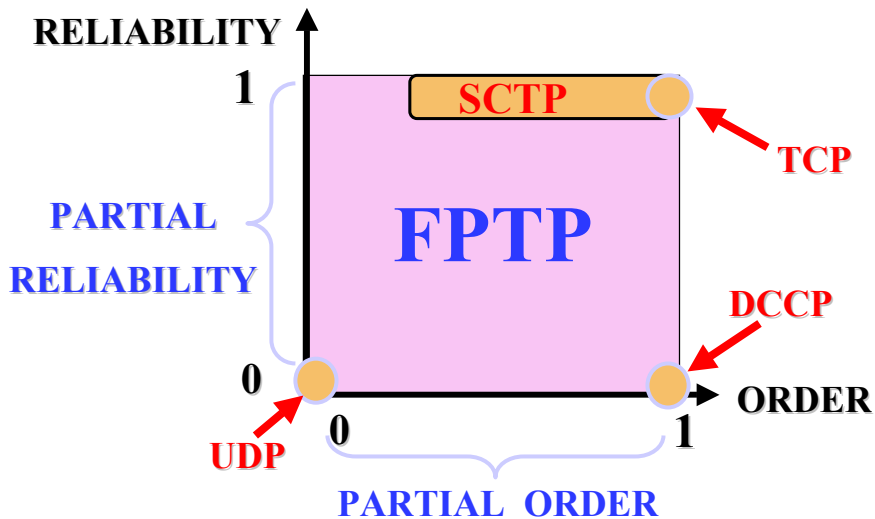 RELIABILITY
1
SCTP
TCP
PARTIAL
RELIABILITY
FPTP
DCCP
0
ORDER
UDP
0
1
PARTIAL ORDER